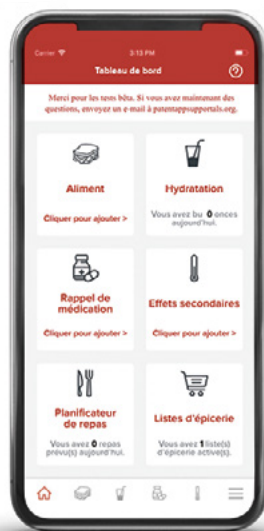 Carrier 3:13 PM
Tableau de bord
Merci pour les tests bêta. Si vous avez maintenant des
questions, envoyez un e-mail à patentappsupportals.org.
Aliment
Cliquer pour ajouter >
Hydratation
Vous avez bu 0 onces
aujourd'hui.
Rappel de
médication
Cliquer pour ajouter >
Effets secondaires
Cliquer pour ajouter >
Planificateur
de repas
Vous avez 0 repas
prévu(s) aujourd'hui.
Listes d'épicerie
Vous avez 1 liste(s)
d'épicerie active(s).